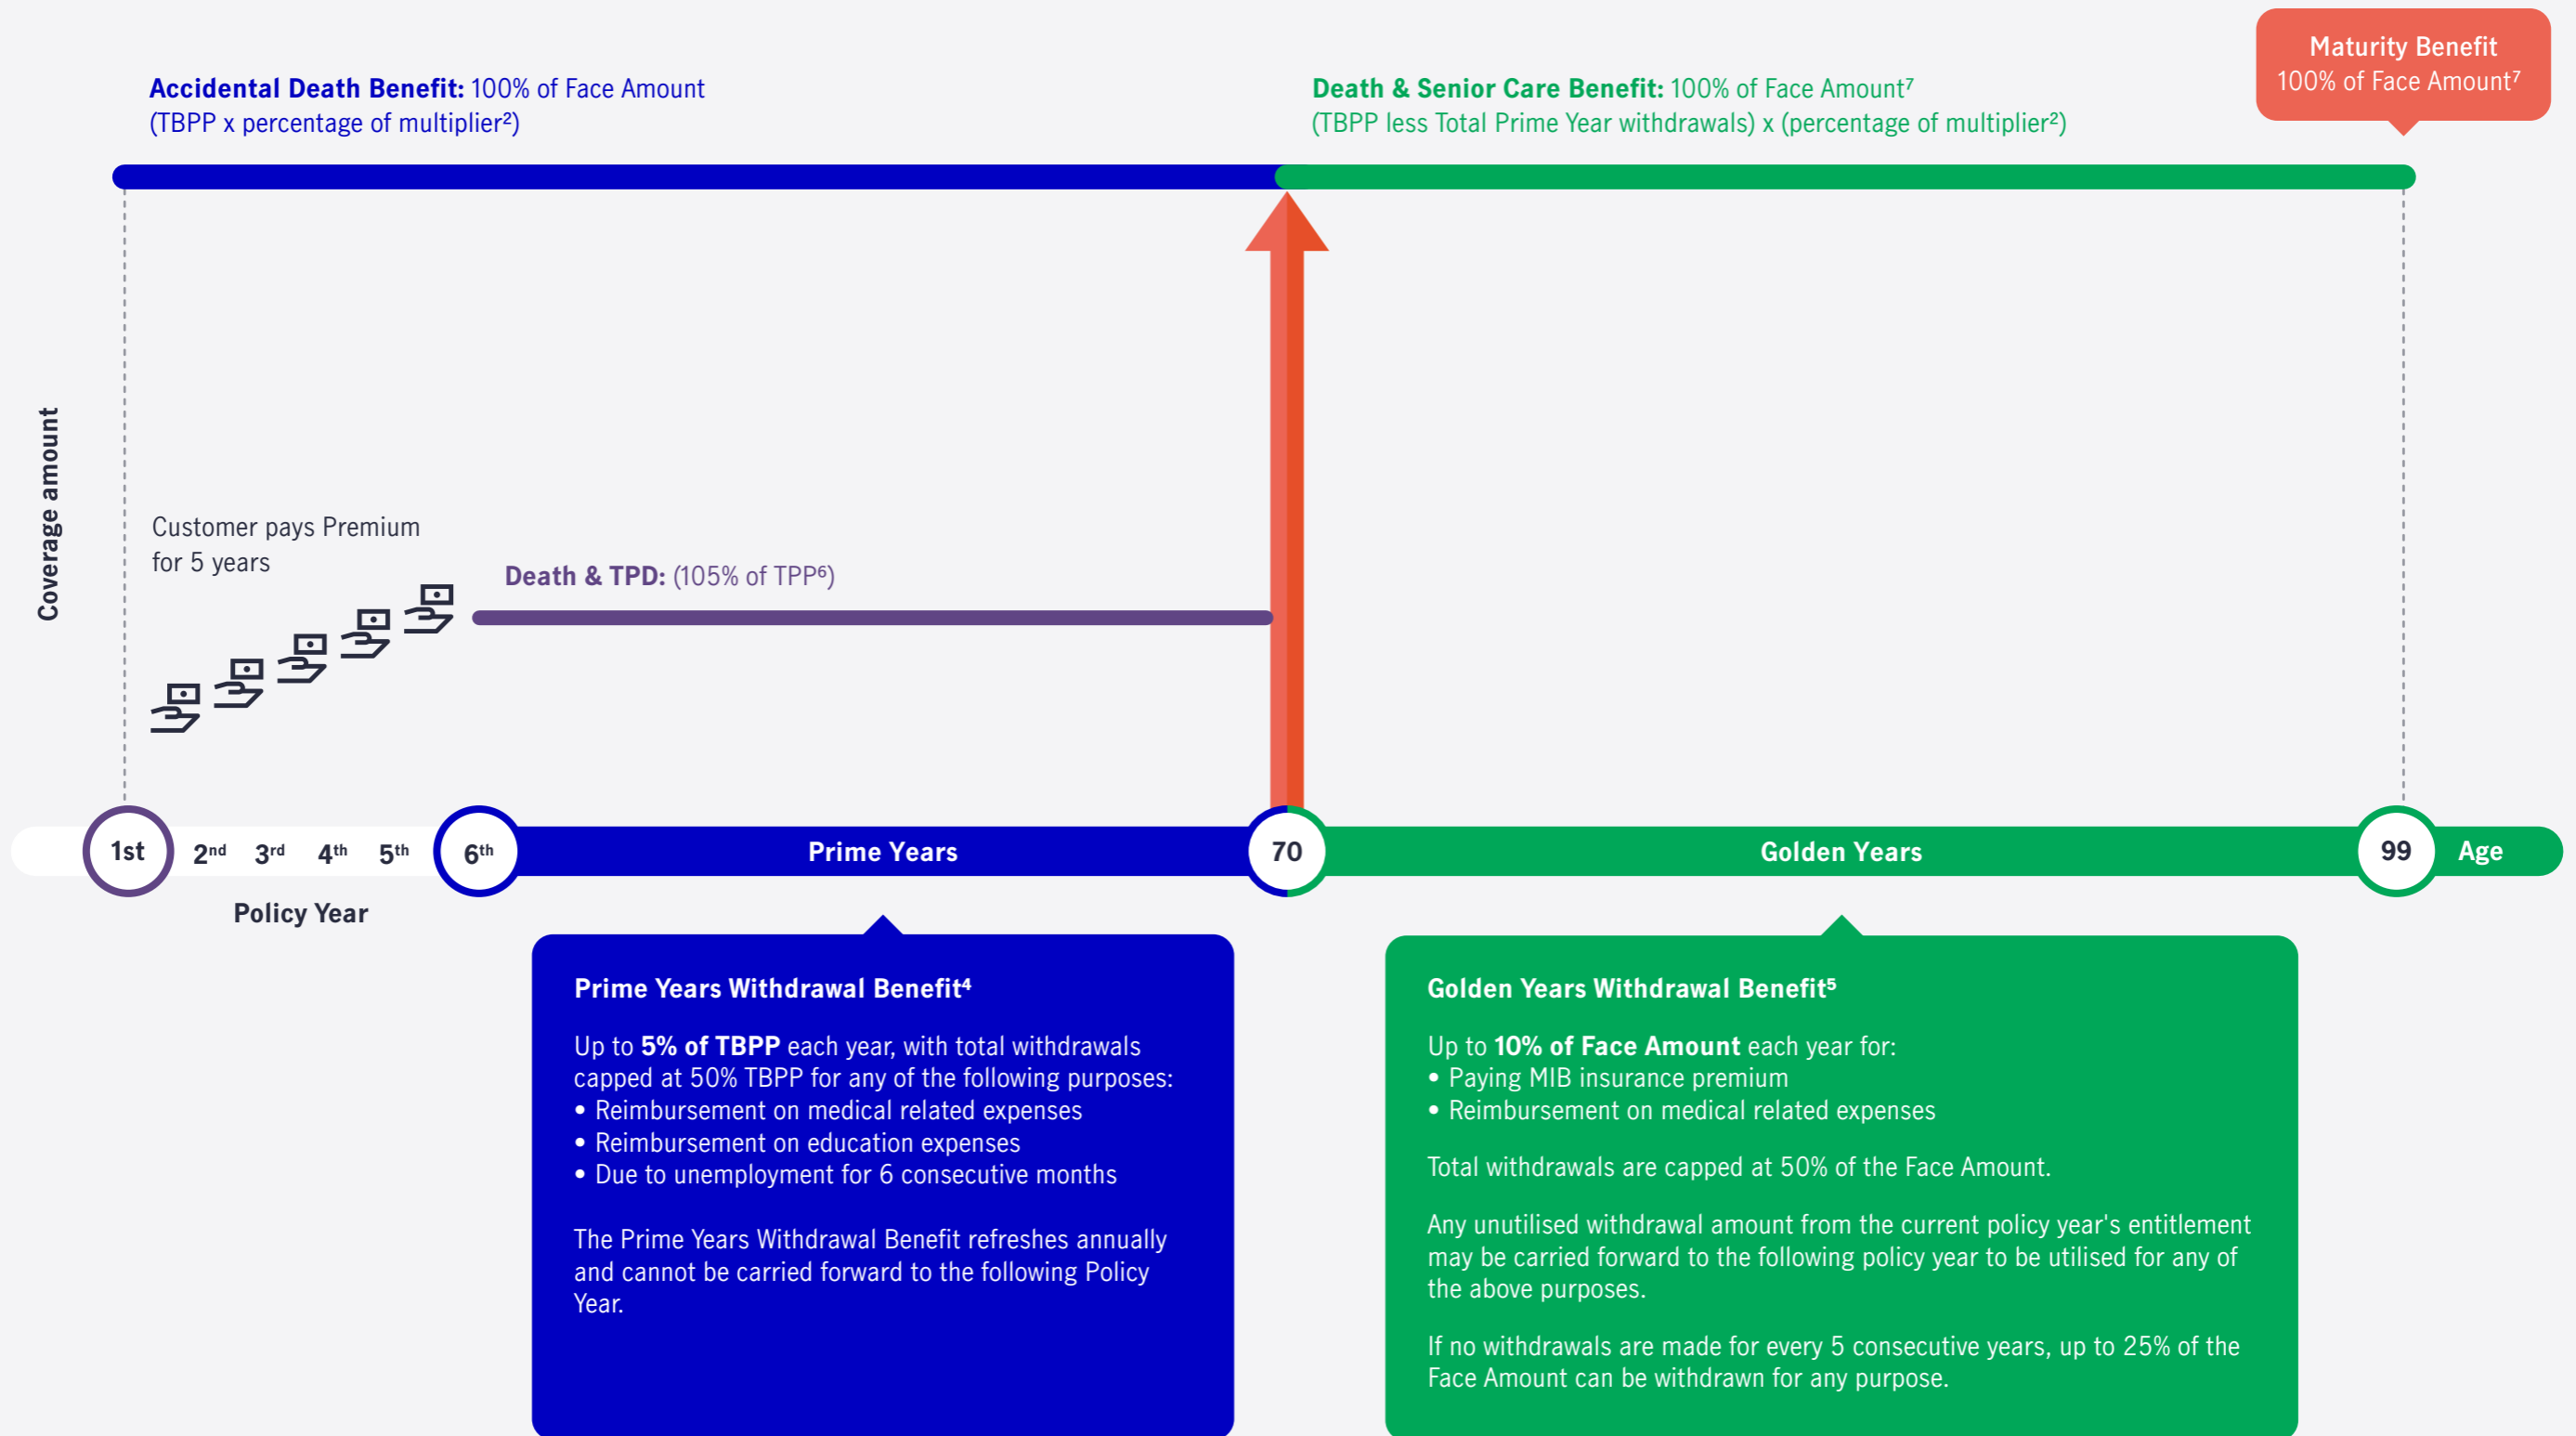 Maturity Benefit
100% of Face Amount⁷
Accidental Death Benefit: 100% of Face Amount
(TBPP x percentage of multiplier²)
Death & Senior Care Benefit: 100% of Face Amount⁷
(TBPP less Total Prime Year withdrawals) x (percentage of multiplier²)
Coverage amount
Customer pays Premium
for 5 years
Death & TPD: (105% of TPP⁶)
1st 2nd 3rd 4th 5th 6th Prime Years 70 Golden Years 99 Age
Policy Year
Prime Years Withdrawal Benefit⁴
Up to 5% of TBPP each year, with total withdrawals
capped at 50% TBPP for any of the following purposes:
• Reimbursement on medical related expenses
• Reimbursement on education expenses
• Due to unemployment for 6 consecutive months
The Prime Years Withdrawal Benefit refreshes annually
and cannot be carried forward to the following Policy
Year.
Golden Years Withdrawal Benefit⁵
Up to 10% of Face Amount each year for:
• Paying MIB insurance premium
• Reimbursement on medical related expenses
Total withdrawals are capped at 50% of the Face Amount.
Any unutilised withdrawal amount from the current policy year's entitlement
may be carried forward to the following policy year to be utilised for any of
the above purposes.
If no withdrawals are made for every 5 consecutive years, up to 25% of the
Face Amount can be withdrawn for any purpose.